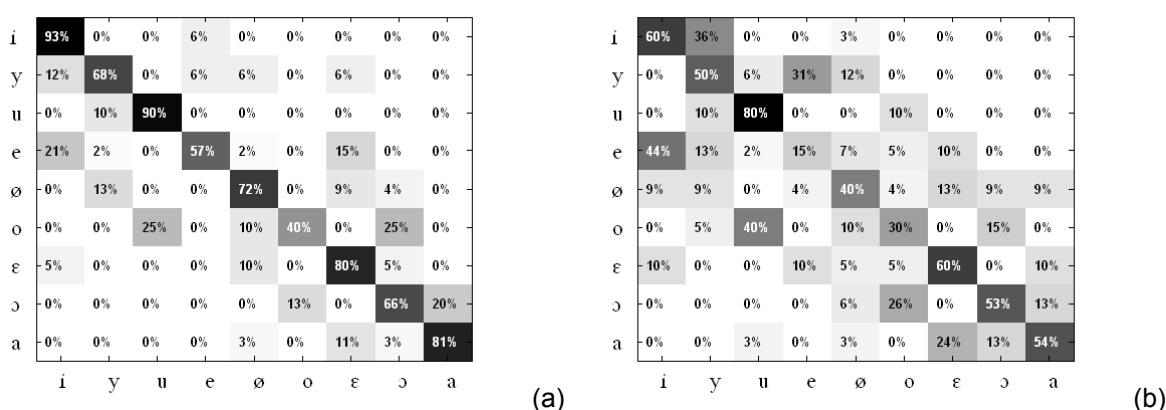 i 93% 0% 0% 6% 0% 0% 0% 0% 0% i 60% 36% 0% 0% 3% 0% 0% 0% 0%
y 12% 68% 0% 6% 6% 0% 6% 0% 0% y 0% 50% 6% 31% 12% 0% 0% 0% 0%
u 0% 10% 90% 0% 0% 0% 0% 0% 0% u 0% 10% 80% 0% 0% 10% 0% 0% 0%
e 21% 2% 0% 57% 2% 0% 15% 0% 0% e 44% 13% 2% 15% 7% 5% 10% 0% 0%
ø 0% 13% 0% 0% 72% 0% 9% 4% 0% ø 9% 9% 0% 4% 40% 4% 13% 9% 9%
o 0% 0% 25% 0% 10% 40% 0% 25% 0% o 0% 5% 40% 0% 10% 30% 0% 15% 0%
ɛ 5% 0% 0% 0% 10% 0% 80% 5% 0% ɛ 10% 0% 0% 10% 5% 5% 60% 0% 10%
ɔ 0% 0% 0% 0% 0% 13% 0% 66% 20% ɔ 0% 0% 0% 0% 6% 26% 0% 53% 13%
a 0% 0% 0% 0% 3% 0% 11% 3% 81% a 0% 0% 3% 0% 3% 0% 24% 13% 54%
i y u e ø o ɛ ɔ a i y u e ø o ɛ ɔ a
(a) (b)